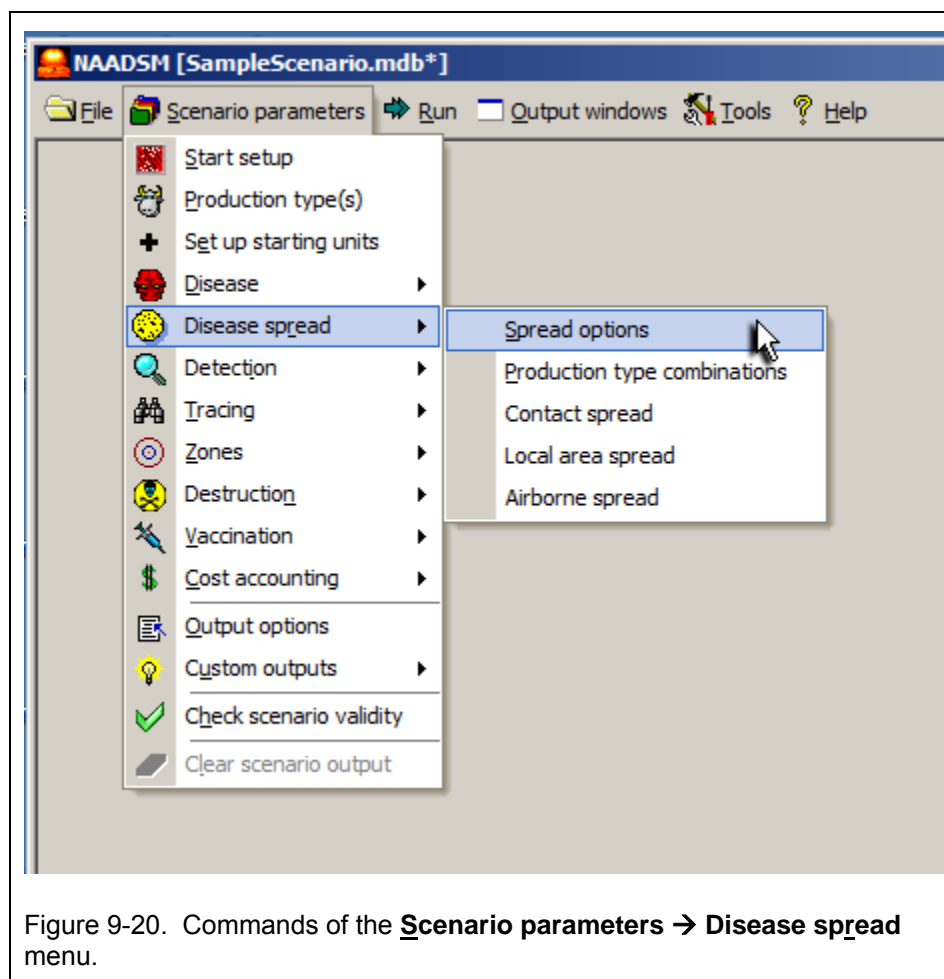 NAADSM [SampleScenario.mdb*]
File Scenario parameters Run Output windows Tools Help
Start setup
Production type(s)
Set up starting units
Disease
Disease spread
Spread options
Production type combinations
Contact spread
Local area spread
Airborne spread
Detection
Tracing
Zones
Destruction
Vaccination
Cost accounting
Output options
Custom outputs
Check scenario validity
Clear scenario output
Figure 9-20. Commands of the Scenario parameters → Disease spread
menu.